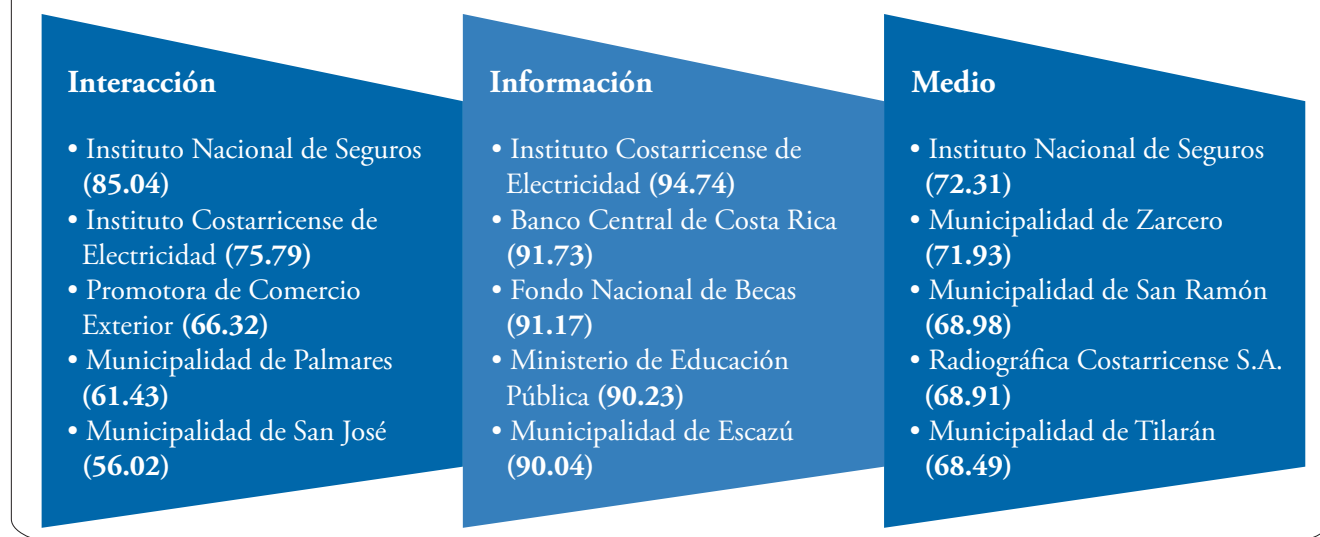 Interacción
• Instituto Nacional de Seguros
(85.04)
• Instituto Costarricense de
Electricidad (75.79)
• Promotora de Comercio
Exterior (66.32)
• Municipalidad de Palmares
(61.43)
• Municipalidad de San José
(56.02)
Información
• Instituto Costarricense de
Electricidad (94.74)
• Banco Central de Costa Rica
(91.73)
• Fondo Nacional de Becas
(91.17)
• Ministerio de Educación
Pública (90.23)
• Municipalidad de Escazú
(90.04)
Medio
• Instituto Nacional de Seguros
(72.31)
• Municipalidad de Zarcero
(71.93)
• Municipalidad de San Ramón
(68.98)
• Radiográfica Costarricense S.A.
(68.91)
• Municipalidad de Tilarán
(68.49)